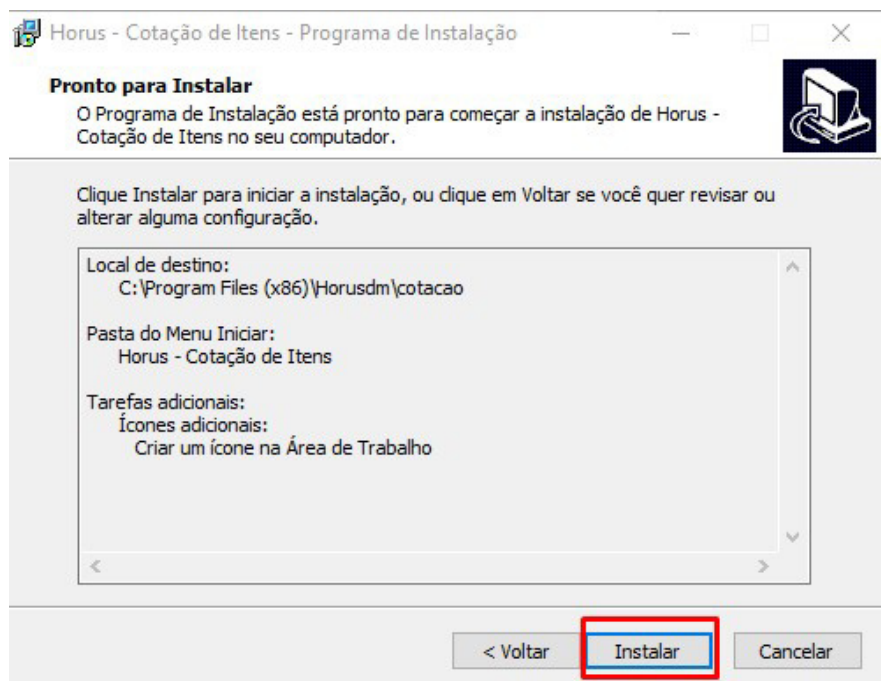 Horus - Cotação de Itens - Programa de Instalação
Pronto para Instalar
O Programa de Instalação está pronto para começar a instalação de Horus -
Cotação de Itens no seu computador.
Clique Instalar para iniciar a instalação, ou clique em Voltar se você quer revisar ou
alterar alguma configuração.
Local de destino:
C:\Program Files (x86)\Horusdm\cotacao
Pasta do Menu Iniciar:
Horus - Cotação de Itens
Tarefas adicionais:
Ícones adicionais:
Criar um ícone na Área de Trabalho
< Voltar Instalar Cancelar